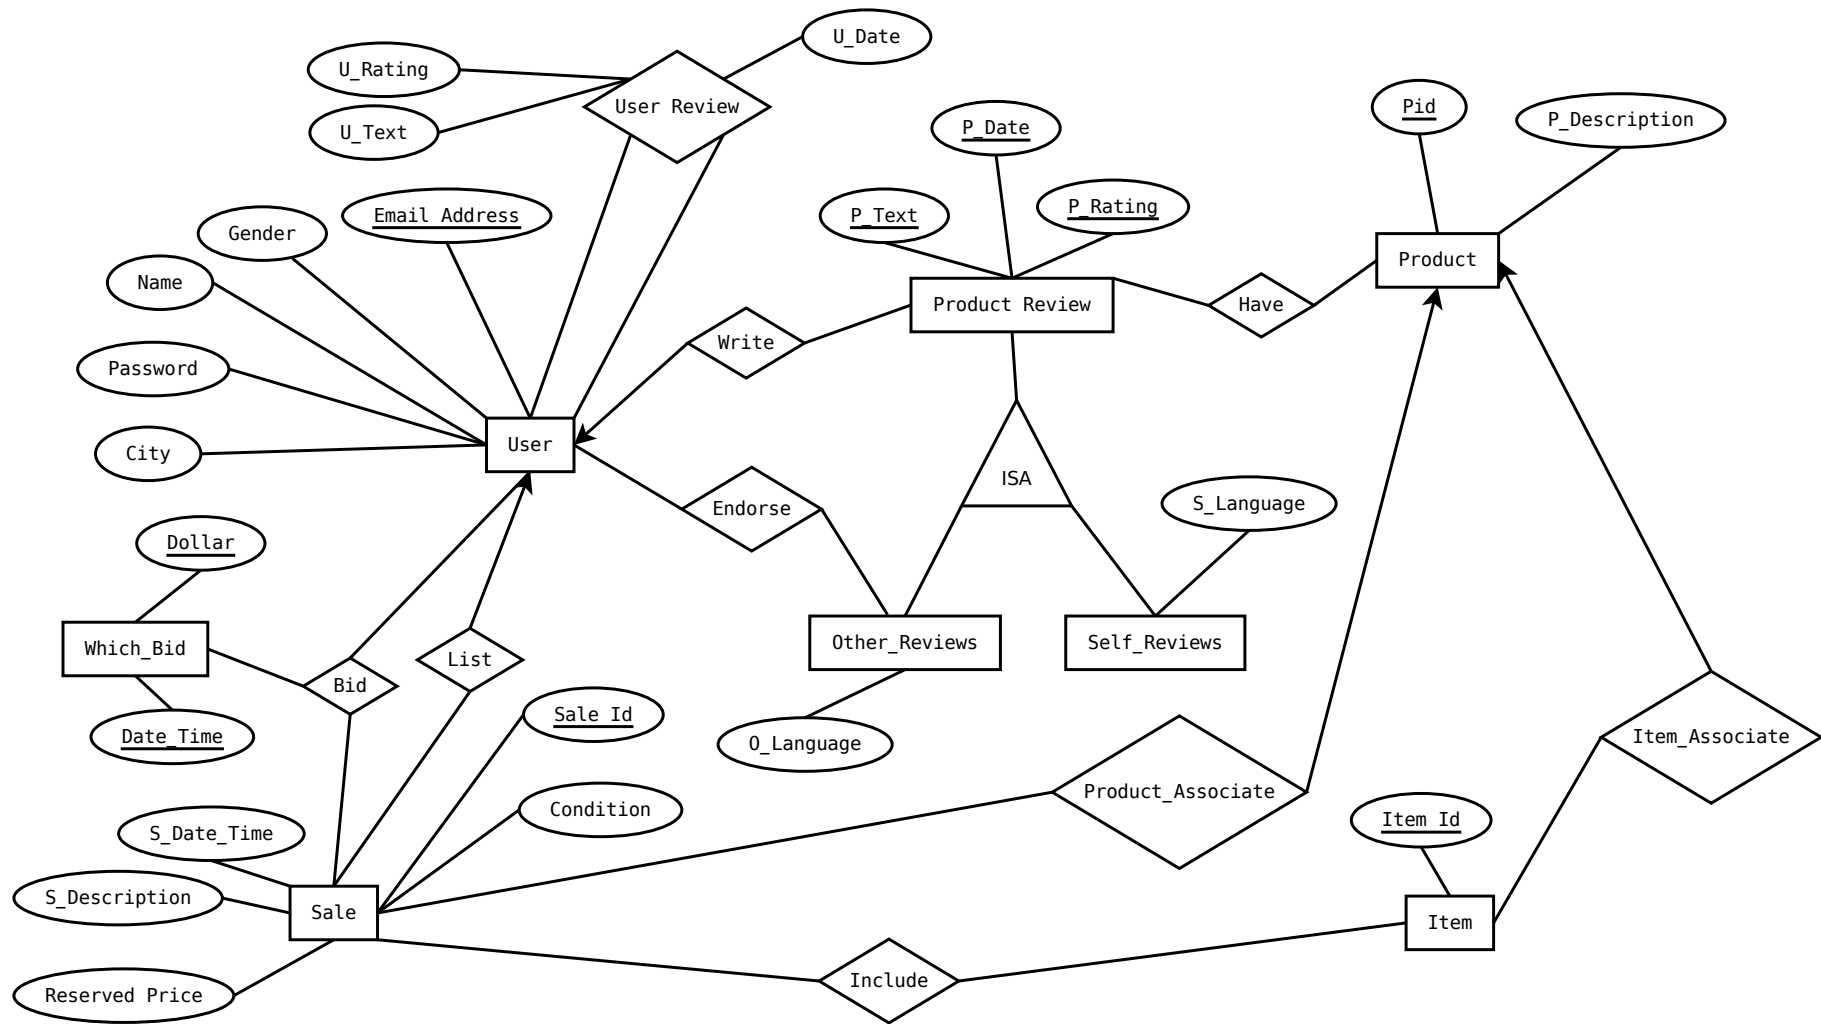 U_Date
U_Rating
User Review
U_Text
P_Date
Pid
P_Description
Email Address
P_Text
P_Rating
Gender
Name
Product
Product Review
Have
Write
Password
User
City
ISA
Endorse
S_Language
Dollar
Which_Bid
Bid
List
Other_Reviews
Self_Reviews
Sale Id
Date_Time
O_Language
Item_Associate
Product_Associate
Condition
Item Id
S_Date_Time
S_Description
Sale
Item
Reserved Price
Include